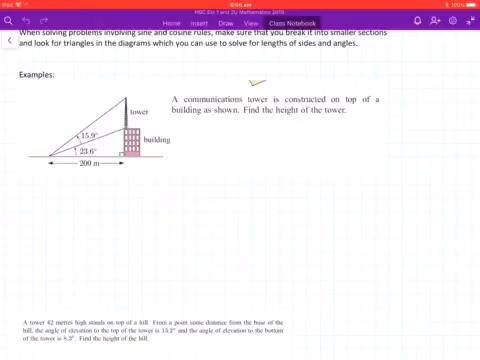 iPad
8:06 am
100%
HSC Ext 1 and 2U Mathematics 2019
Home Insert Draw View Class Notebook
When solving problems involving sine and cosine rules, make sure that you break it into smaller sections
and look for triangles in the diagrams which you can use to solve for lengths of sides and angles.
Examples:
A communications tower is constructed on top of a
building as shown. Find the height of the tower.
tower
15.9°
building
23.6°
200 m
A tower 42 metres high stands on top of a hill. From a point some distance from the base of the
hill, the angle of elevation to the top of the tower is 13.2° and the angle of elevation to the bottom
of the tower is 8.3°. Find the height of the hill.